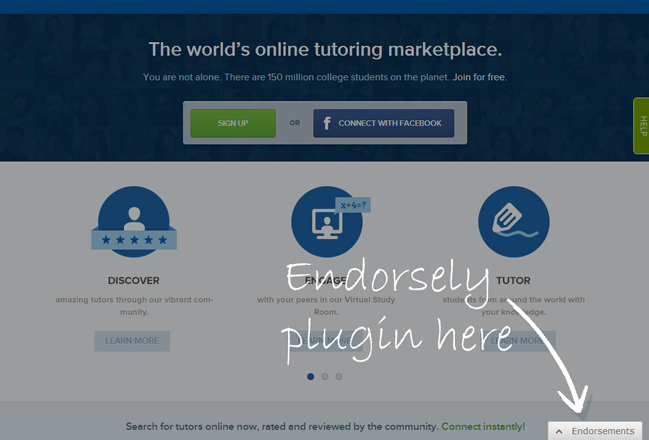 The world's online tutoring marketplace.
You are not alone. There are 150 million college students on the planet. Join for free.
SIGN UP
OR
f CONNECT WITH FACEBOOK
HELP
x+4=?
DISCOVER
amazing tutors through our vibrant com-
munity.
LEARN MORE
ENGAGE
with your peers in our Virtual Study
Room.
LEARN MORE
TUTOR
students from around the world with
your knowledge.
LEARN MORE
Endorsely
plugin here
Search for tutors online now, rated and reviewed by the community. Connect instantly!
Endorsements